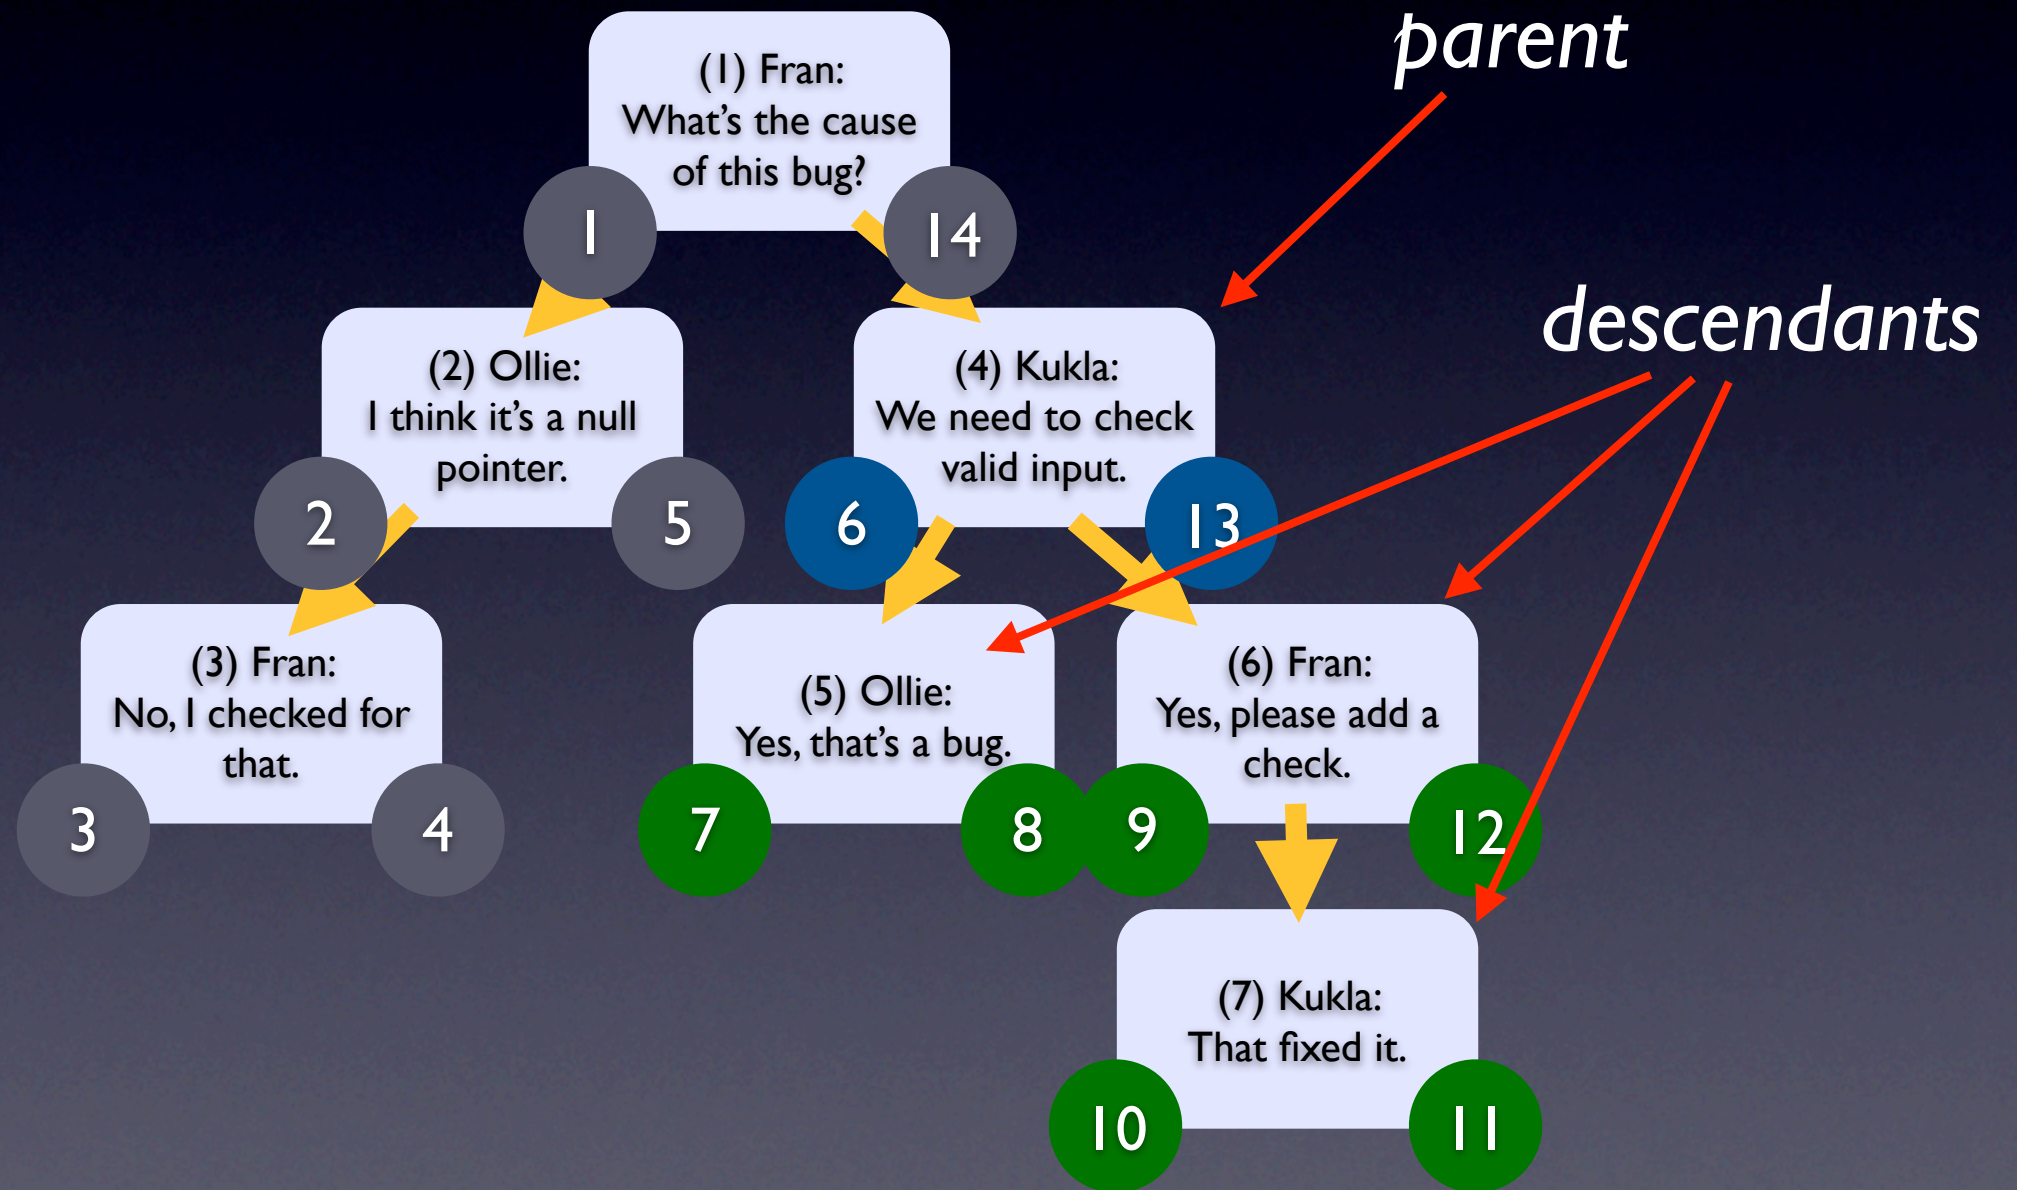 parent
(1) Fran:
What's the cause
of this bug?
1
14
descendants
(2) Ollie:
I think it's a null
pointer.
2
5
(4) Kukla:
We need to check
valid input.
6
13
(3) Fran:
No, I checked for
that.
3
4
(5) Ollie:
Yes, that's a bug.
7
8
(6) Fran:
Yes, please add a
check.
9
12
(7) Kukla:
That fixed it.
10
11